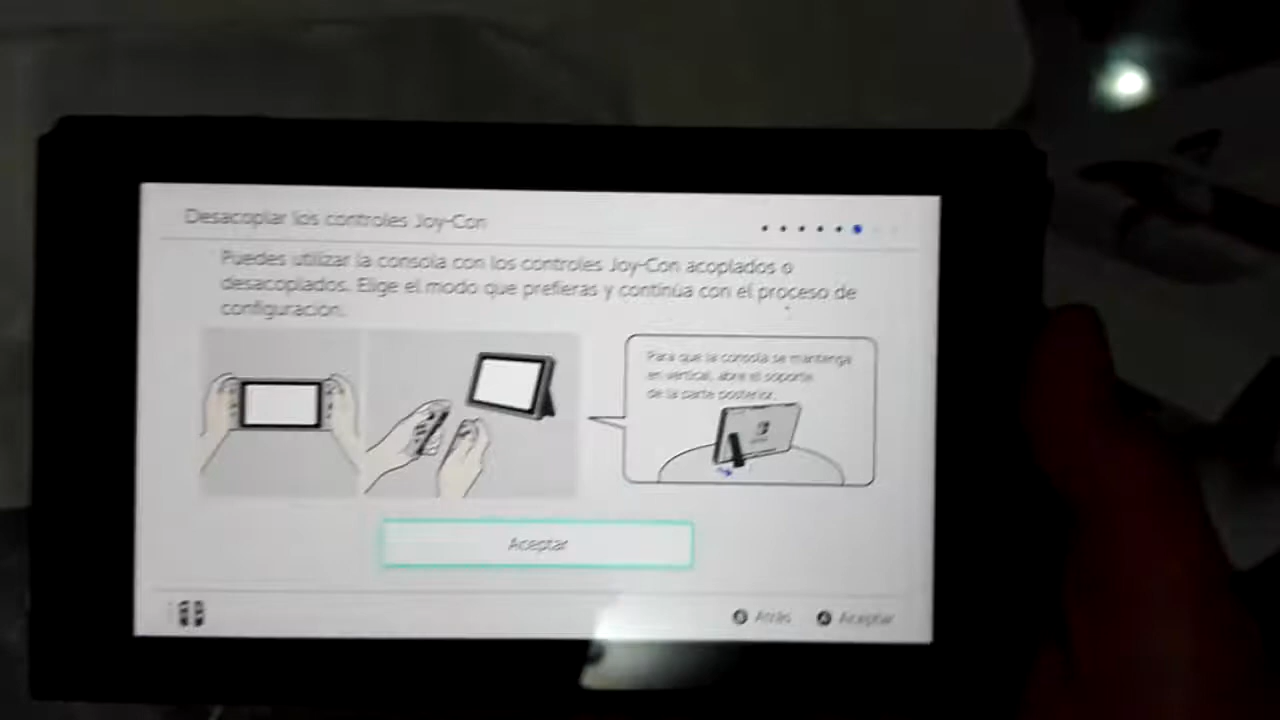 Desacoplar los controles Joy-Con
Puedes utilizar la consola con los controles Joy-Con acoplados o
desacoplados. Elige el modo que prefieras y continúa con el proceso de
configuración.
Para que la consola se mantenga
en vertical, abre el soporte
de la parte posterior.
Aceptar
B Atrás A Aceptar